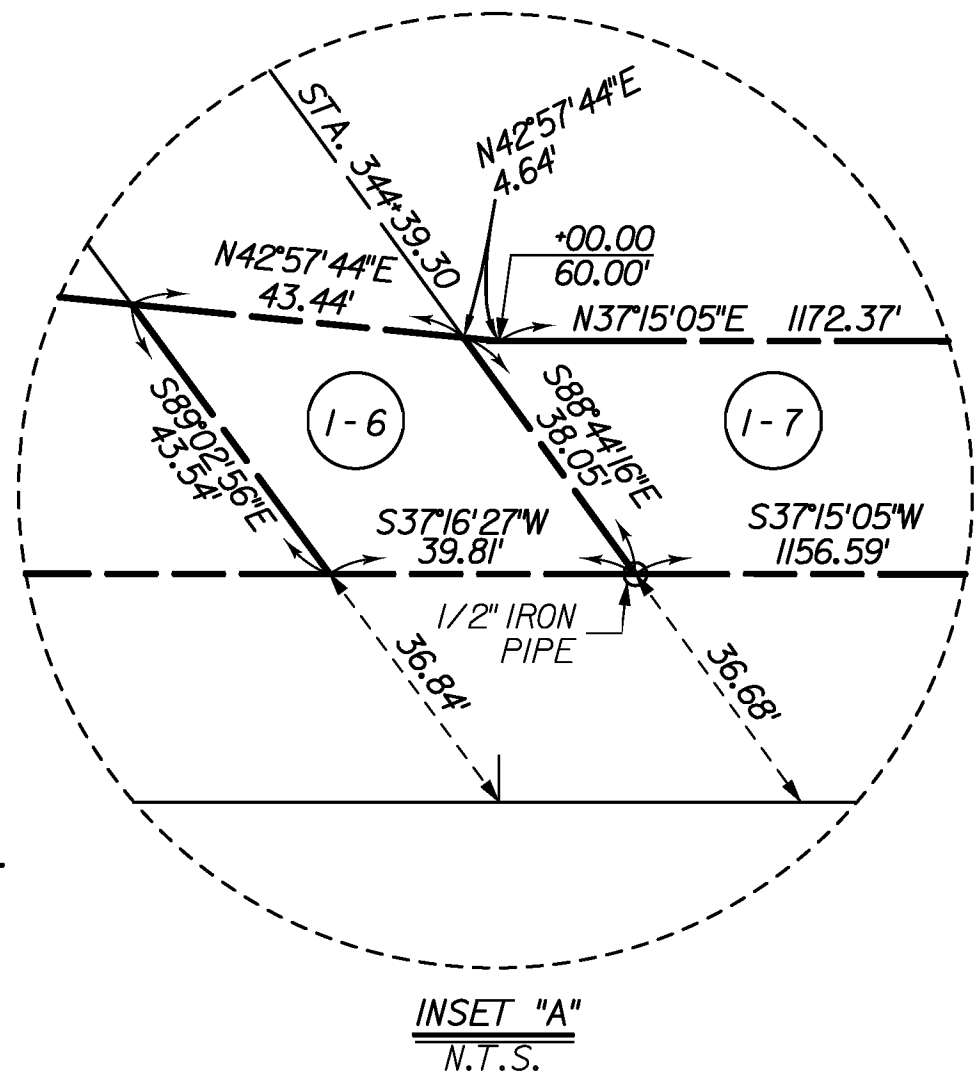 STA. 344+39.30
N42°57'44"E
4.64'
+00.00
60.00'
N42°57'44"E
43.44'
N37°15'05"E 1172.37'
1-6
1-7
S89°02'56"E
43.54'
S88°44'16"E
38.05'
S37°16'27"W
39.81'
S37°15'05"W
1156.59'
1/2" IRON
PIPE
36.84'
36.68'
INSET "A"
N.T.S.